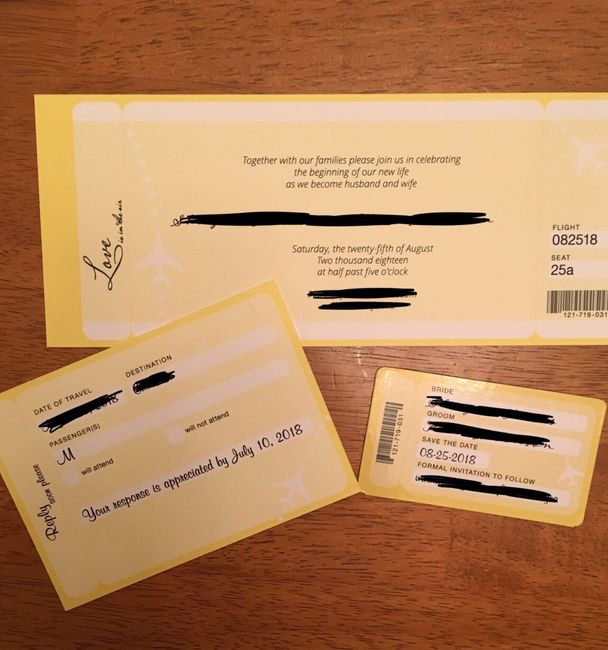 Together with our families please join us in celebrating
the beginning of our new life
as we become husband and wife
Saturday, the twenty-fifth of August
Two thousand eighteen
at half past five o'clock
Love
is in the air
FLIGHT
082518
SEAT
25a
121-719-031
DATE OF TRAVEL
DESTINATION
PASSENGER(S)
M
will attend
will not attend
Your response is appreciated by July 10, 2018
Reply
soon please
BRIDE
GROOM
SAVE THE DATE
08-25-2018
FORMAL INVITATION TO FOLLOW
121-719-031